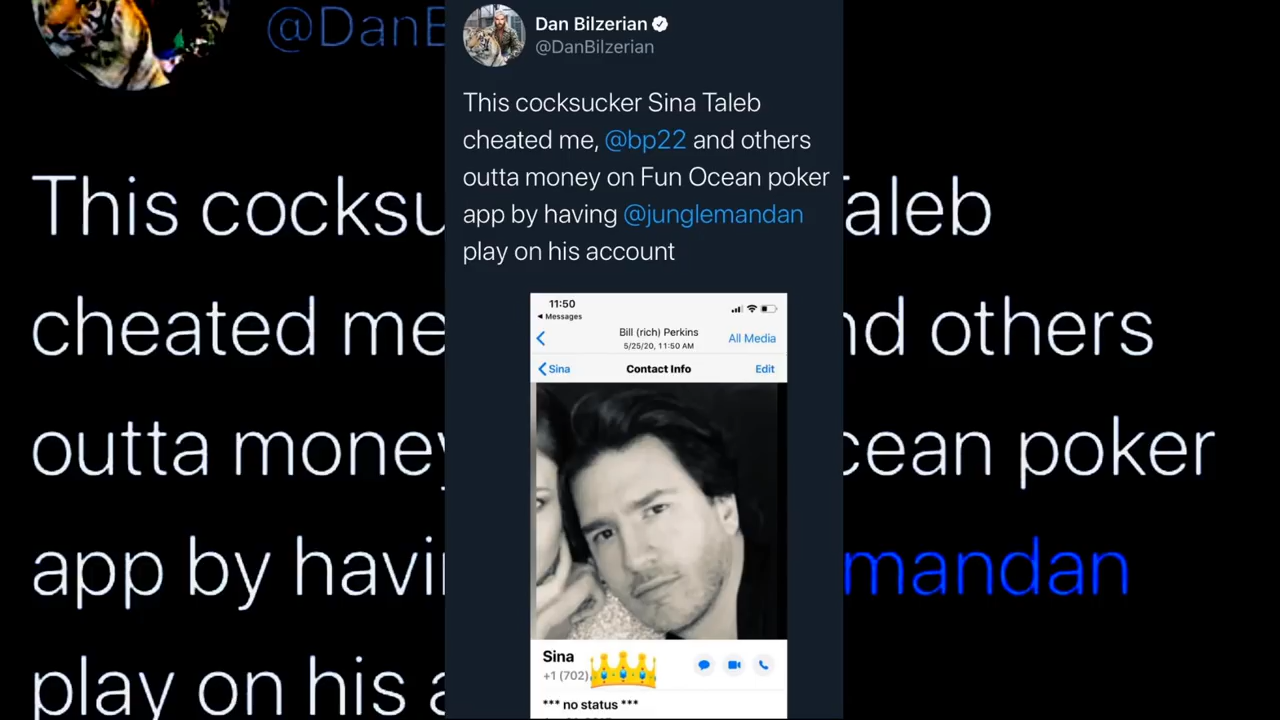 Dan Bilzerian
@DanBilzerian
This cocksucker Sina Taleb
cheated me, @bp22 and others
outta money on Fun Ocean poker
app by having @junglemandan
play on his account
11:50
Messages
Bill (rich) Perkins
5/25/20, 11:50 AM
All Media
Sina
Contact Info
Edit
Sina
+1 (702)
*** no status ***
@DanB
This cocksu
aleb
cheated me
nd others
outta money
cean poker
app by havi
mandan
play on his a